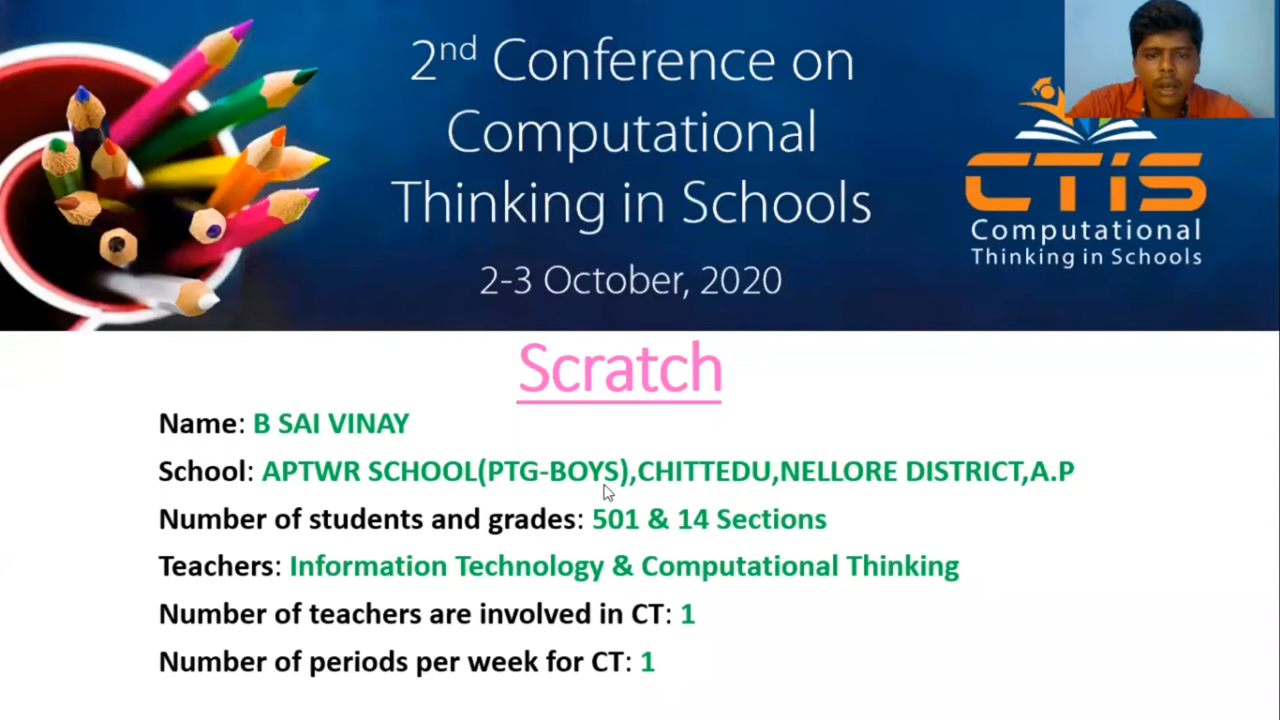 2nd Conference on
Computational
Thinking in Schools
2-3 October, 2020
CTiS
Computational
Thinking in Schools
Scratch
Name: B SAI VINAY
School: APTWR SCHOOL(PTG-BOYS),CHITTEDU,NELLORE DISTRICT,A.P
Number of students and grades: 501 & 14 Sections
Teachers: Information Technology & Computational Thinking
Number of teachers are involved in CT: 1
Number of periods per week for CT: 1